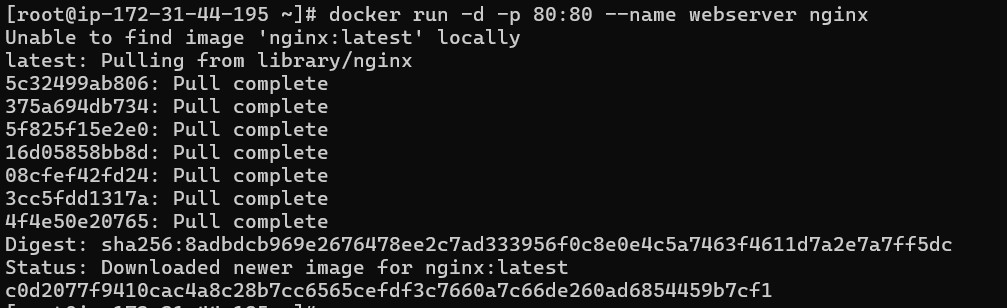 [root@ip-172-31-44-195 ~]# docker run -d -p 80:80 --name webserver nginx
Unable to find image 'nginx:latest' locally
latest: Pulling from library/nginx
5c32499ab806: Pull complete
375a694db734: Pull complete
5f825f15e2e0: Pull complete
16d05858bb8d: Pull complete
08cfef42fd24: Pull complete
3cc5fdd1317a: Pull complete
4f4e50e20765: Pull complete
Digest: sha256:8adbdcb969e2676478ee2c7ad333956f0c8e0e4c5a7463f4611d7a2e7a7ff5dc
Status: Downloaded newer image for nginx:latest
c0d2077f9410cac4a8c28b7cc6565cefdf3c7660a7c66de260ad6854459b7cf1